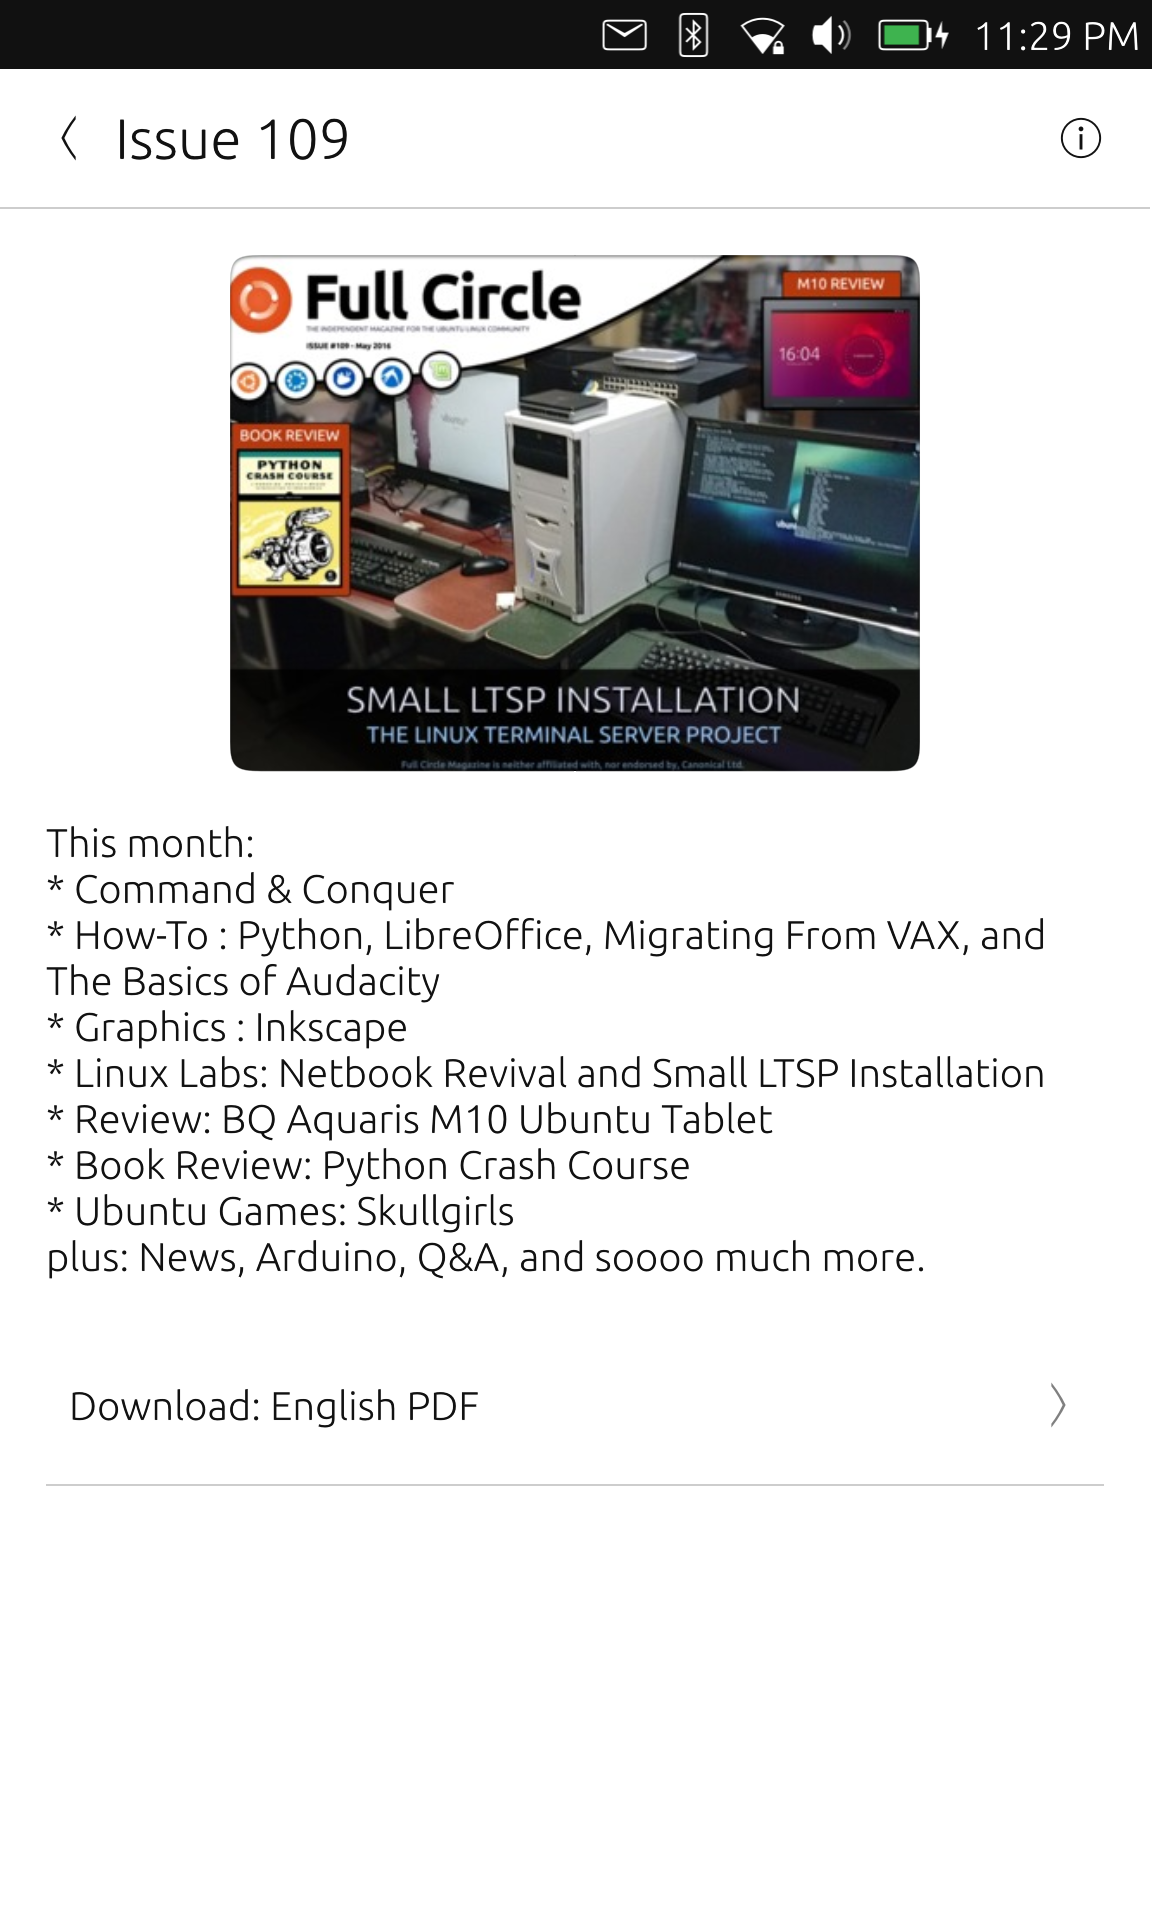 11:29 PM
Issue 109
Full Circle
THE INDEPENDENT MAGAZINE FOR THE UBUNTU LINUX COMMUNITY
ISSUE #109 - May 2016
M10 REVIEW
16:04
BOOK REVIEW
PYTHON
CRASH COURSE
ubuntu
SAMSUNG
SMALL LTSP INSTALLATION
THE LINUX TERMINAL SERVER PROJECT
Full Circle Magazine is neither affiliated with, nor endorsed by, Canonical Ltd.
This month:
* Command & Conquer
* How-To : Python, LibreOffice, Migrating From VAX, and
The Basics of Audacity
* Graphics : Inkscape
* Linux Labs: Netbook Revival and Small LTSP Installation
* Review: BQ Aquaris M10 Ubuntu Tablet
* Book Review: Python Crash Course
* Ubuntu Games: Skullgirls
plus: News, Arduino, Q&A, and soooo much more.
Download: English PDF